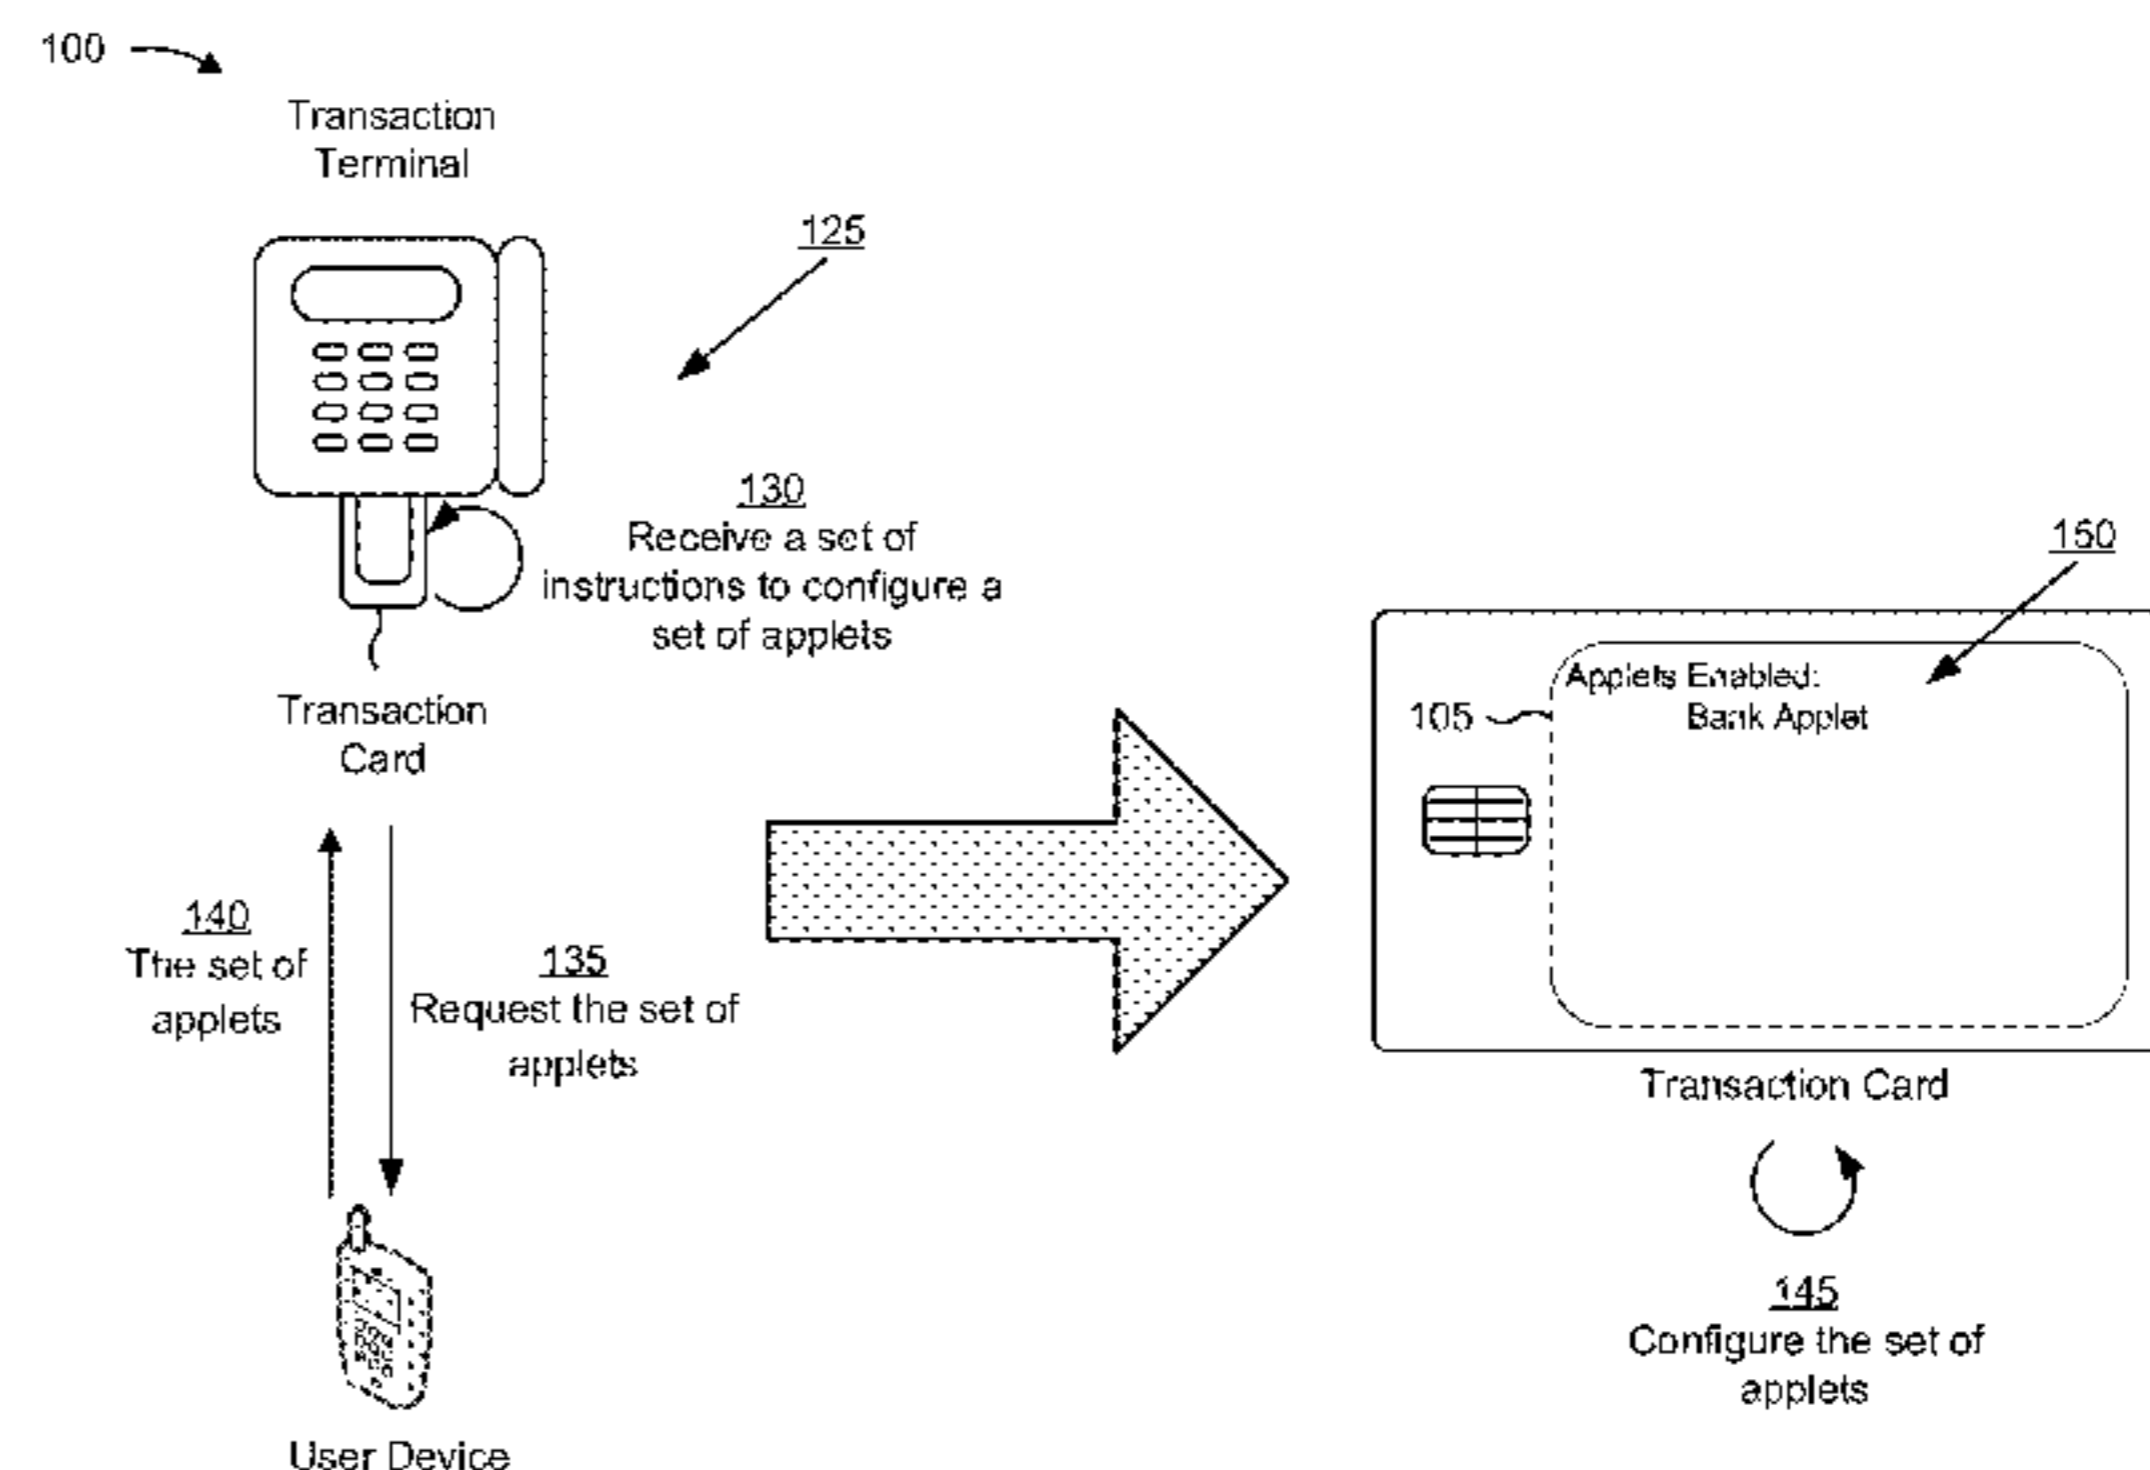 100
Transaction
Terminal
125
130
Receive a set of
instructions to configure a
set of applets
Transaction
Card
140
The set of
applets
135
Request the set of
applets
User Device
150
Applets Enabled:
Bank Applet
105
Transaction Card
145
Configure the set of
applets